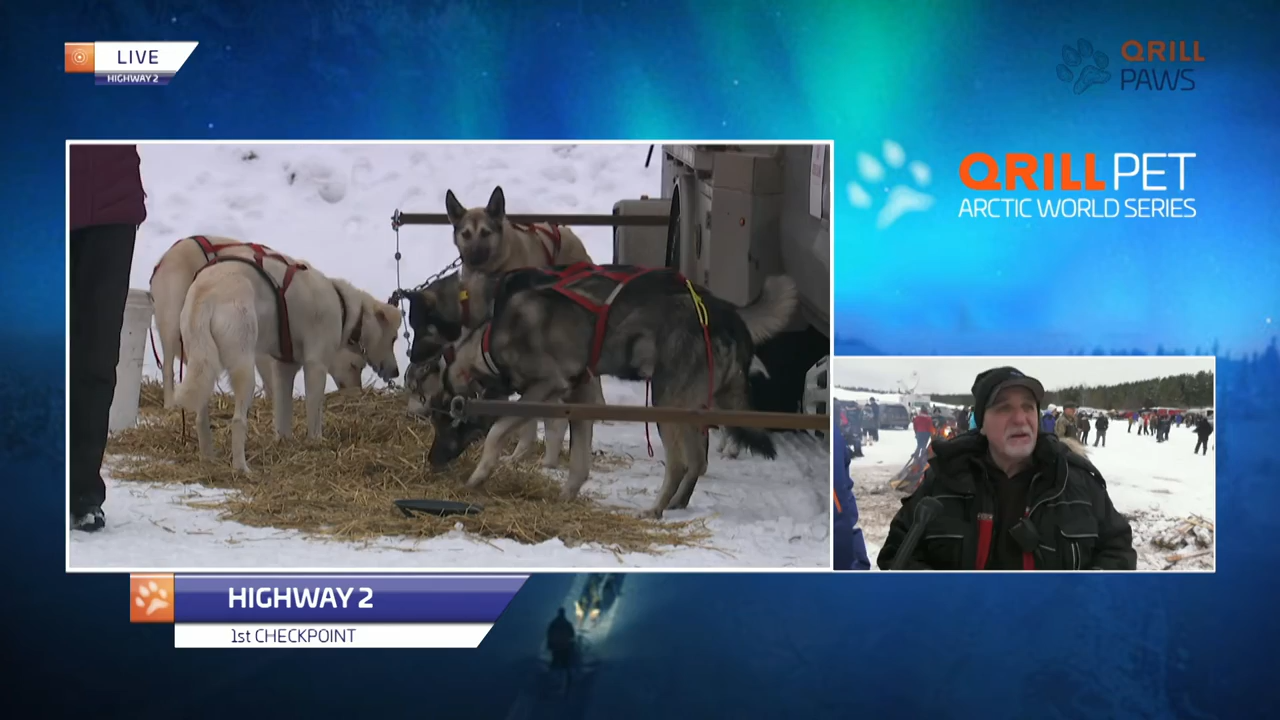 LIVE
HIGHWAY 2
QRILL
PAWS
QRILL PET
ARCTIC WORLD SERIES
HIGHWAY 2
1st CHECKPOINT